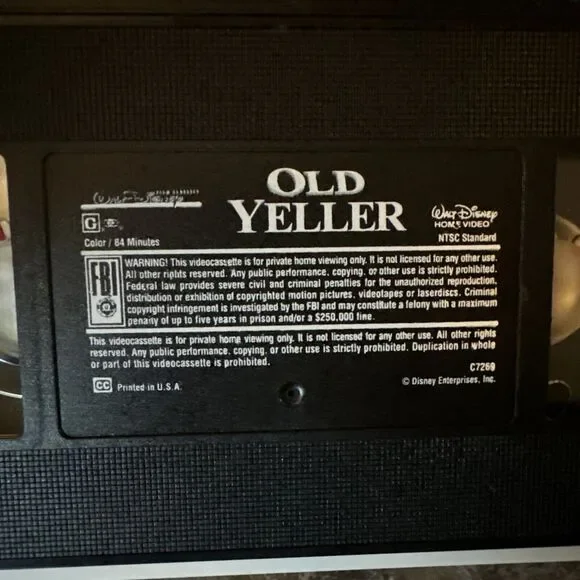 Walt Disney
OLD
YELLER
Walt Disney
HOME VIDEO
G
Color / 84 Minutes
NTSC Standard
FBI
WARNING! This videocassette is for private home viewing only. It is not licensed for any other use.
All other rights reserved. Any public performance, copying, or other use is strictly prohibited.
Federal law provides severe civil and criminal penalties for the unauthorized reproduction,
distribution or exhibition of copyrighted motion pictures, videotapes or laserdiscs. Criminal
copyright infringement is investigated by the FBI and may constitute a felony with a maximum
penalty of up to five years in prison and/or a $250,000 fine.
This videocassette is for private home viewing only. It is not licensed for any other use. All other rights
reserved. Any public performance, copying, or other use is strictly prohibited. Duplication in whole
or part of this videocassette is prohibited.
C7269
CC Printed in U.S.A.
© Disney Enterprises, Inc.